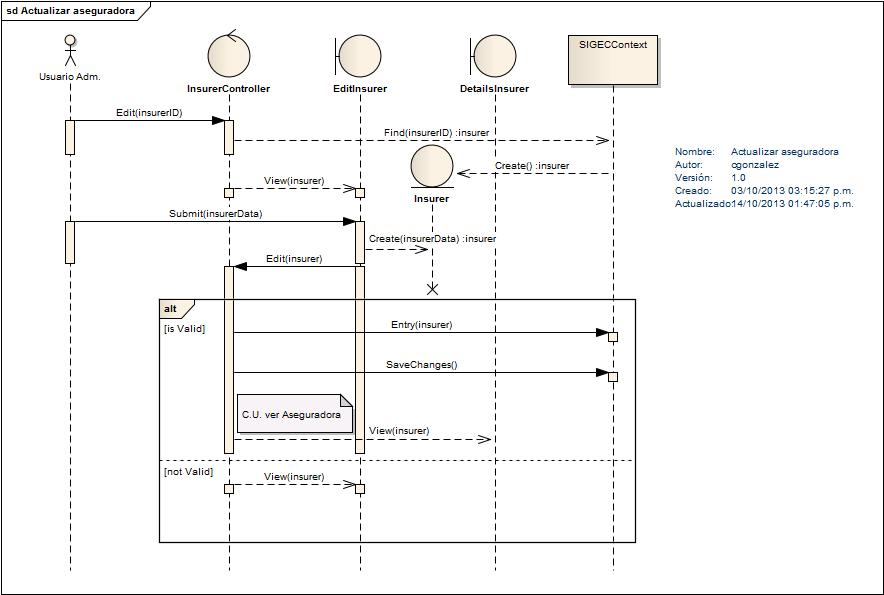 sd Actualizar aseguradora
Usuario Adm.
InsurerController
EditInsurer
DetailsInsurer
SIGECContext
Edit(insurerID)
Find(insurerID) :insurer
Create() :insurer
View(insurer)
Insurer
Submit(insurerData)
Create(insurerData) :insurer
Edit(insurer)
alt
[is Valid]
Entry(insurer)
SaveChanges()
C.U. ver Aseguradora
View(insurer)
[not Valid]
View(insurer)
Nombre: Actualizar aseguradora
Autor: cgonzalez
Versión: 1.0
Creado: 03/10/2013 03:15:27 p.m.
Actualizado:14/10/2013 01:47:05 p.m.